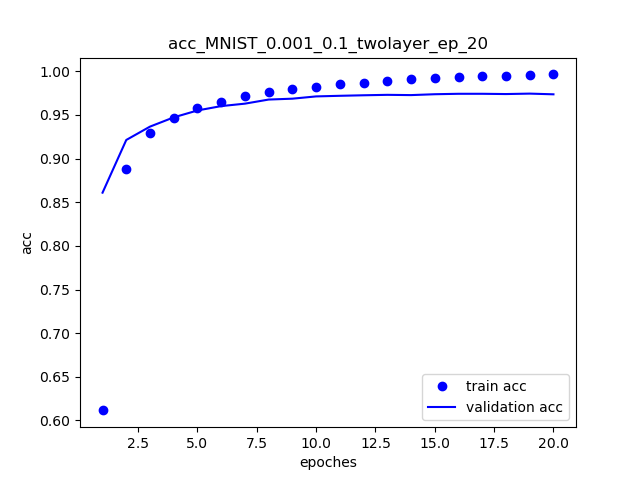 acc_MNIST_0.001_0.1_twolayer_ep_20
1.00
0.95
0.90
0.85
0.80
0.75
0.70
0.65
0.60
acc
train acc
validation acc
2.5 5.0 7.5 10.0 12.5 15.0 17.5 20.0
epoches